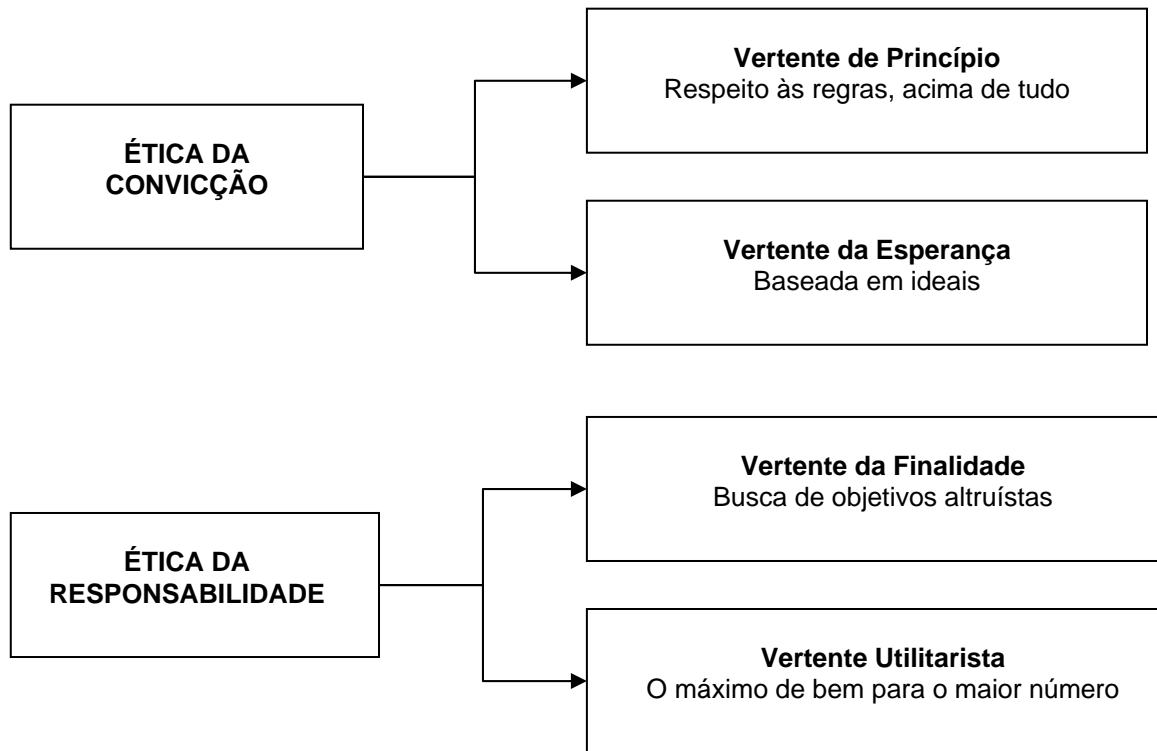 ÉTICA DA
CONVICÇÃO
Vertente de Princípio
Respeito às regras, acima de tudo
Vertente da Esperança
Baseada em ideais
ÉTICA DA
RESPONSABILIDADE
Vertente da Finalidade
Busca de objetivos altruístas
Vertente Utilitarista
O máximo de bem para o maior número